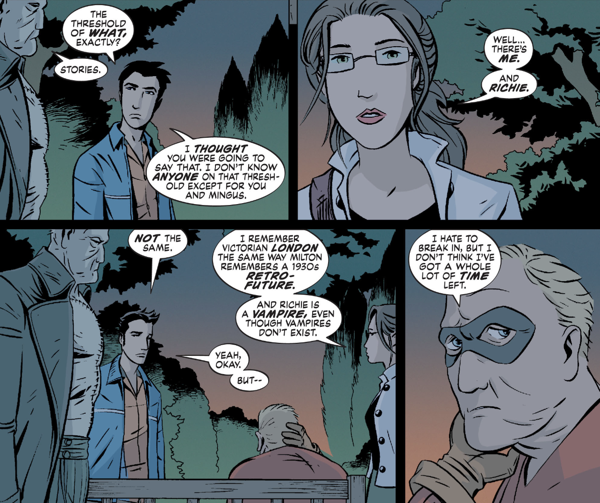 THE
THRESHOLD
OF WHAT,
EXACTLY?
STORIES.
I THOUGHT
YOU WERE GOING TO
SAY THAT. I DON'T KNOW
ANYONE ON THAT THRESH-
OLD EXCEPT FOR YOU
AND MINGUS.
WELL...
THERE'S
ME.
AND
RICHIE.
NOT THE
SAME.
I REMEMBER
VICTORIAN LONDON
THE SAME WAY MILTON
REMEMBERS A 1930s
RETRO-
FUTURE.
AND RICHIE IS
A VAMPIRE, EVEN
THOUGH VAMPIRES
DON'T EXIST.
YEAH,
OKAY.
BUT--
I HATE TO
BREAK IN, BUT I
DON'T THINK I'VE
GOT A WHOLE
LOT OF TIME
LEFT.